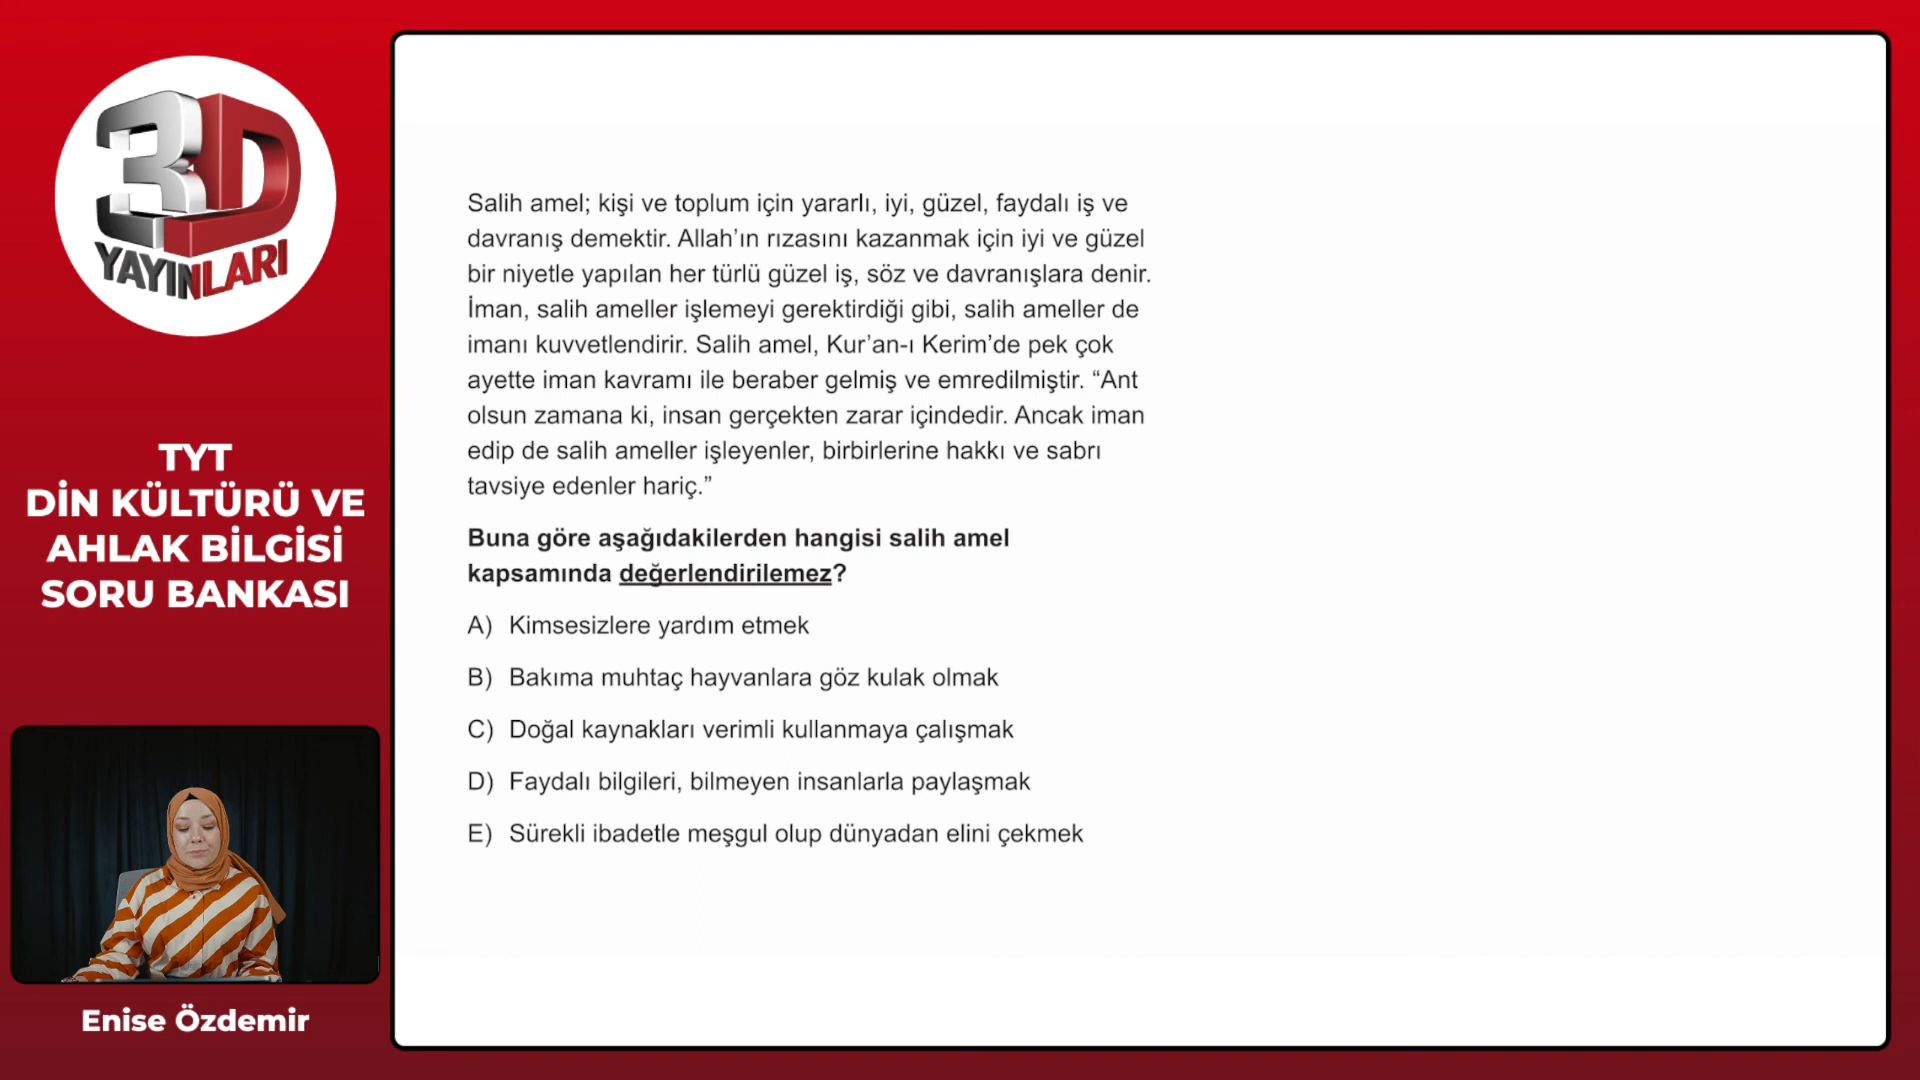 3D
YAYINLARI
TYT
DİN KÜLTÜRÜ VE
AHLAK BİLGİSİ
SORU BANKASI
Enise Özdemir
Salih amel; kişi ve toplum için yararlı, iyi, güzel, faydalı iş ve
davranış demektir. Allah’ın rızasını kazanmak için iyi ve güzel
bir niyetle yapılan her türlü güzel iş, söz ve davranışlara denir.
İman, salih ameller işlemeyi gerektirdiği gibi, salih ameller de
imanı kuvvetlendirir. Salih amel, Kur’an-ı Kerim’de pek çok
ayette iman kavramı ile beraber gelmiş ve emredilmiştir. “Ant
olsun zamana ki, insan gerçekten zarar içindedir. Ancak iman
edip de salih ameller işleyenler, birbirlerine hakkı ve sabrı
tavsiye edenler hariç.”
Buna göre aşağıdakilerden hangisi salih amel
kapsamında değerlendirilemez?
A) Kimsesizlere yardım etmek
B) Bakıma muhtaç hayvanlara göz kulak olmak
C) Doğal kaynakları verimli kullanmaya çalışmak
D) Faydalı bilgileri, bilmeyen insanlarla paylaşmak
E) Sürekli ibadetle meşgul olup dünyadan elini çekmek